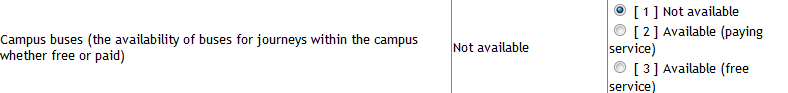 Campus buses (the availability of buses for journeys within the campus
whether free or paid)
Not available
[ 1 ] Not available
[ 2 ] Available (paying
service)
[ 3 ] Available (free
service)